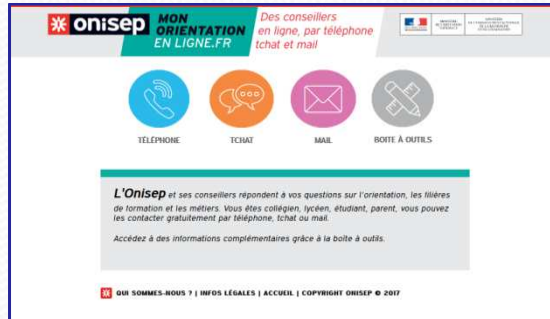 onisep
MON
ORIENTATION
EN LIGNE.FR
Des conseillers
en ligne, par téléphone
tchat et mail
TÉLÉPHONE TCHAT MAIL BOITE À OUTILS
L'Onisep et ses conseillers répondent à vos questions sur l'orientation, les filières
de formation et les métiers. Vous êtes collégien, lycéen, étudiant, parent, vous pouvez
les contacter gratuitement par téléphone, tchat ou mail.
Accédez à des informations complémentaires grâce à la boîte à outils.
QUI SOMMES-NOUS ? | INFOS LÉGALES | ACCUEIL | COPYRIGHT ONISEP © 2017